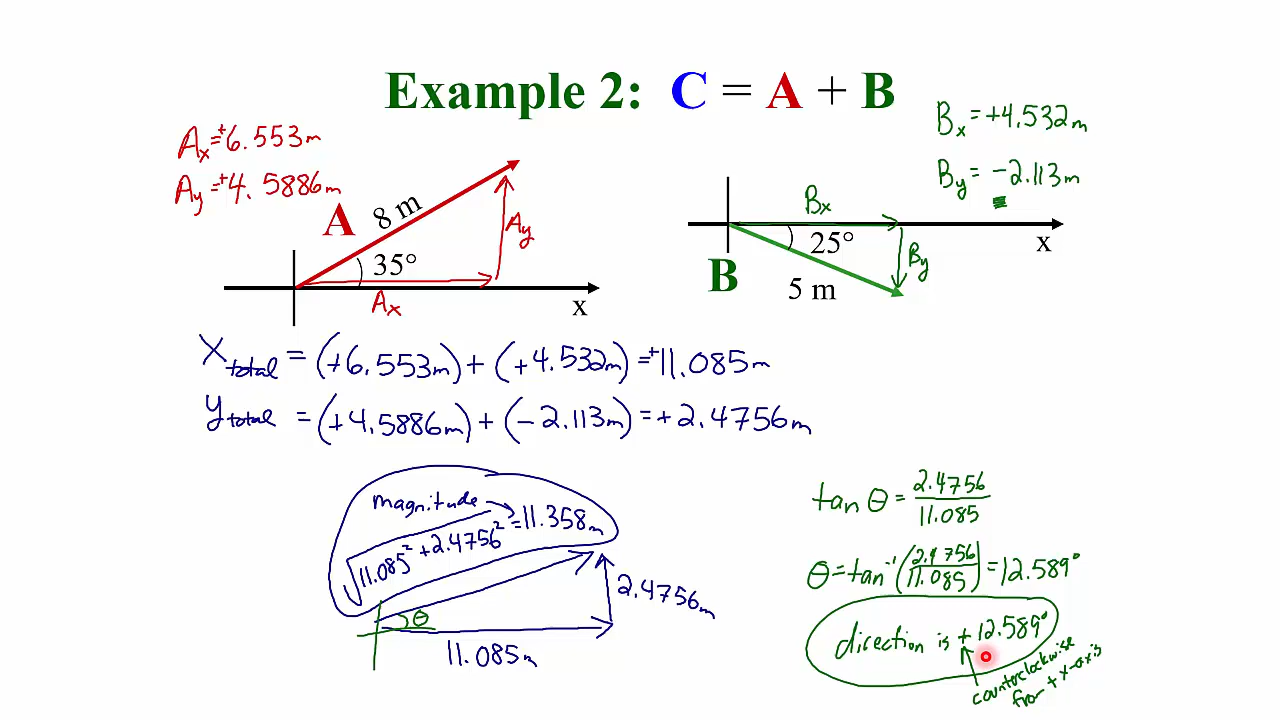 Example 2: C = A + B
Ax=+6.553m
Ay=+4.5886m
A
8 m
35°
Ay
Ax
x
Bx = +4.532m
By = -2.113m
Bx
25°
By
x
B
5 m
Xtotal = (+6.553m) + (+4.532m) = +11.085m
ytotal = (+4.5886m) + (-2.113m) = +2.4756m
magnitude
√11.085² + 2.4756² = 11.358m
θ
2.4756m
11.085m
tan θ = 2.4756/11.085
θ = tan⁻¹(2.4756/11.085) = 12.589°
direction is + 12.589°
counterclockwise
from + x-axis